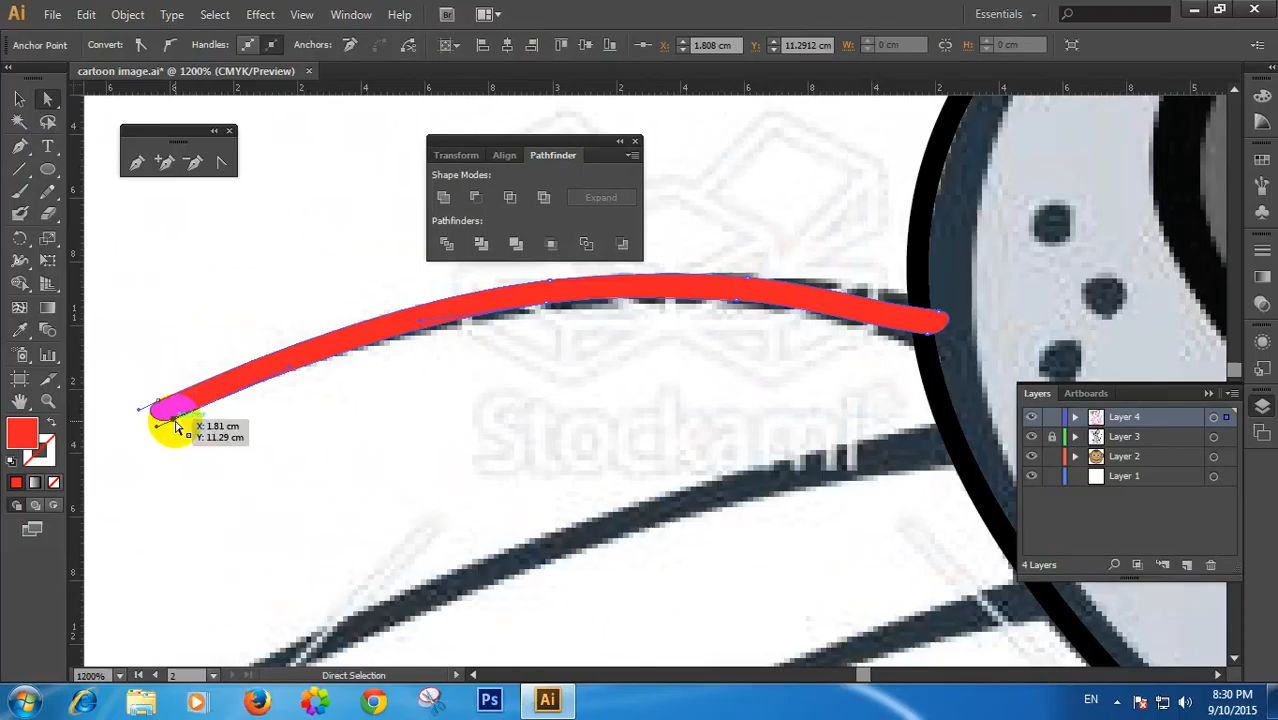 Ai File Edit Object Type Select Effect View Window Help Br Essentials
Anchor Point Convert: Handles: Anchors: X: 1.808 cm Y: 11.2912 cm W: 0 cm H: 0 cm
cartoon image.ai* @ 1200% (CMYK/Preview)
Transform Align Pathfinder
Shape Modes:
Expand
Pathfinders:
X: 1.81 cm
Y: 11.29 cm
Layers Artboards
Layer 4
Layer 3
Layer 2
Layer 1
4 Layers
1200% 2 Direct Selection
Ps Ai EN 8:30 PM
9/10/2015